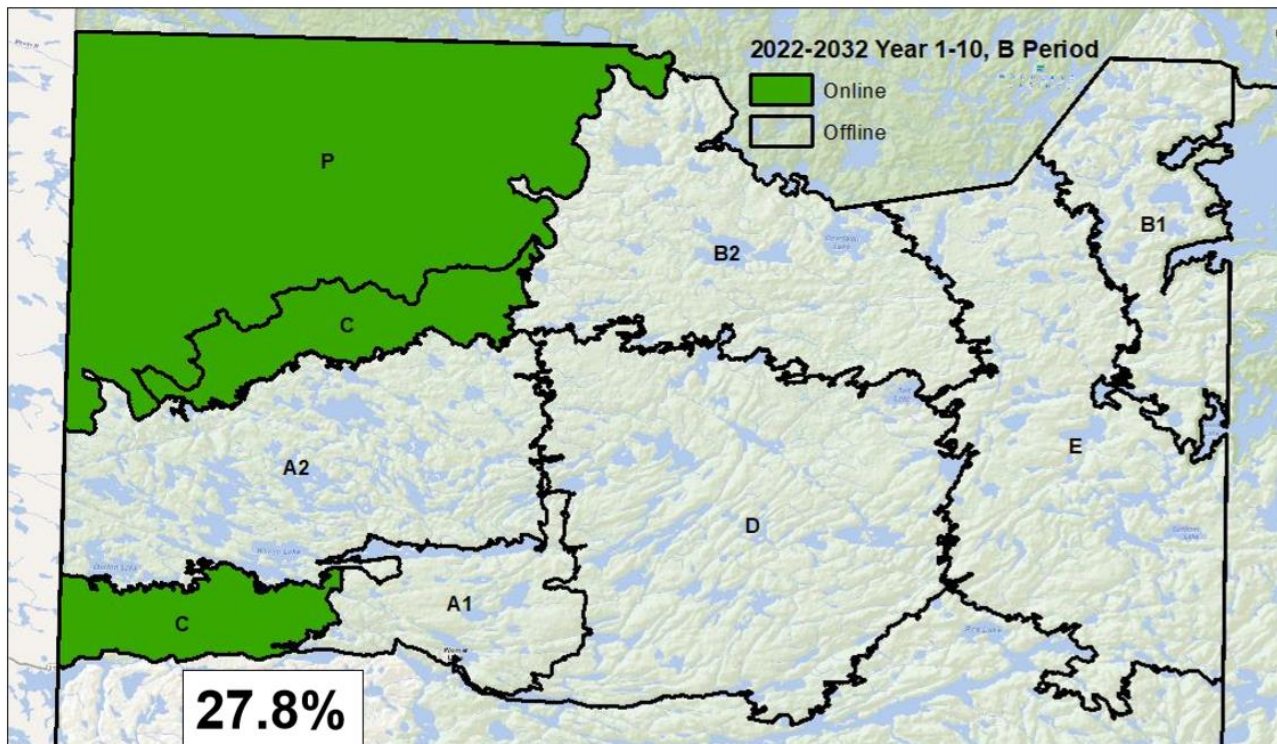 2022-2032 Year 1-10, B Period
Online
Offline
P
B1
B2
C
A2
E
D
C
A1
27.8%